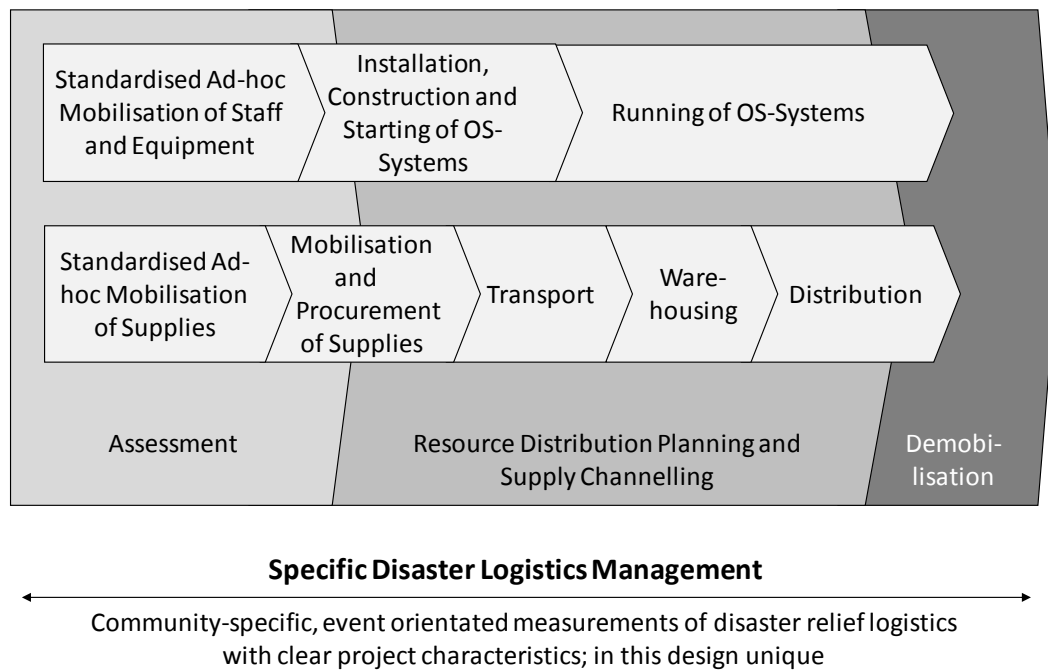 Standardised Ad-hoc
Mobilisation of Staff
and Equipment
Installation,
Construction and
Starting of OS-
Systems
Running of OS-Systems
Standardised Ad-
hoc Mobilisation
of Supplies
Mobilisation
and
Procurement
of Supplies
Transport
Ware-
housing
Distribution
Assessment
Resource Distribution Planning and
Supply Channelling
Demobi-
lisation
Specific Disaster Logistics Management
Community-specific, event orientated measurements of disaster relief logistics
with clear project characteristics; in this design unique